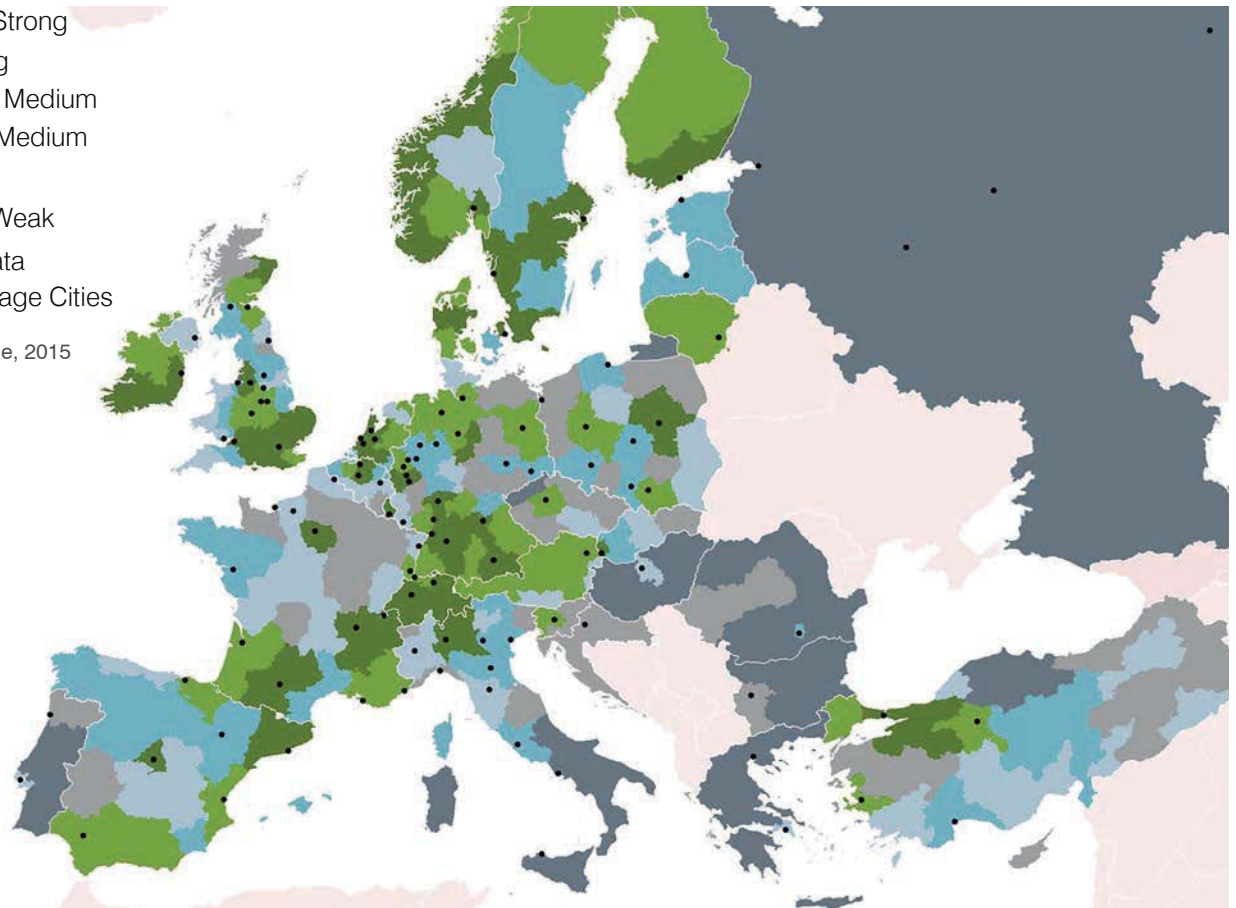 Strong
g
Medium
Medium
Weak
ata
age Cities
e, 2015